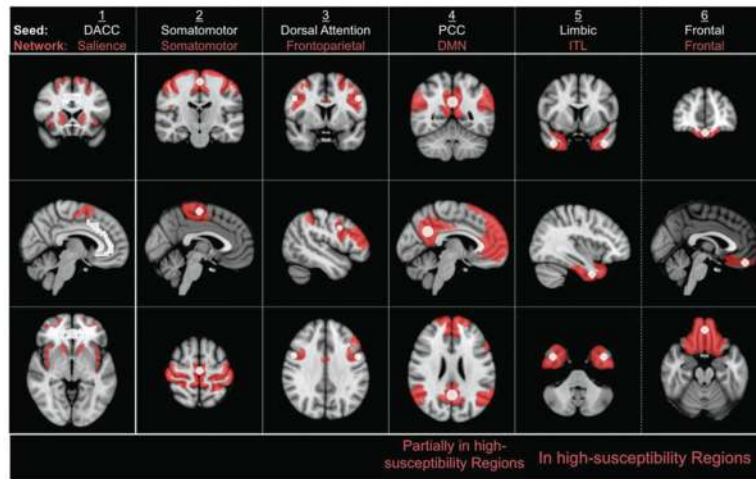 1 2 3 4 5 6
Seed: DACC Somatomotor Dorsal Attention PCC Limbic Frontal
Network: Salience Somatomotor Frontoparietal DMN ITL Frontal
Partially in high-
susceptibility Regions
In high-susceptibility Regions